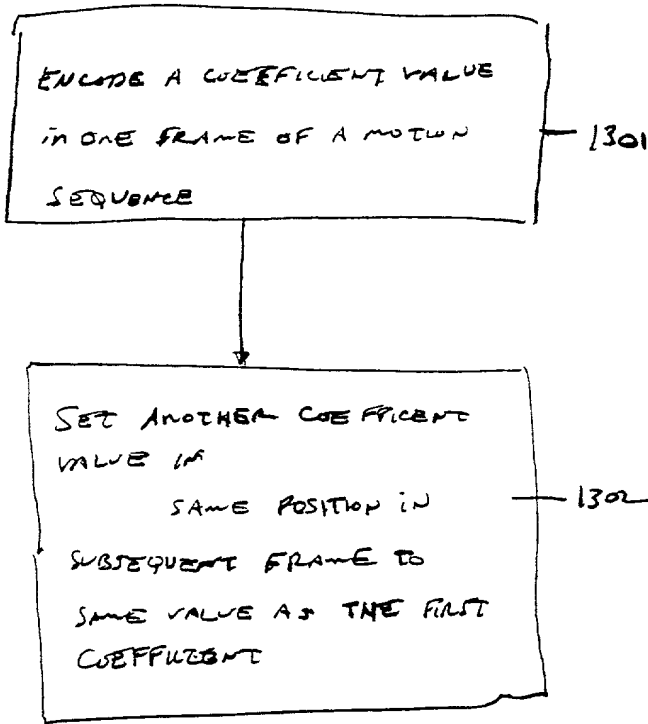 ENCODE A COEFFICIENT VALUE
in ONE FRAME OF A MOTION
SEQUENCE
1301
SET ANOTHER COEFFICENT
VALUE IN
SAME POSITION in
SUBSEQUENT FRAME TO
SAME VALUE AS THE FIRST
COEFFICIENT
1302